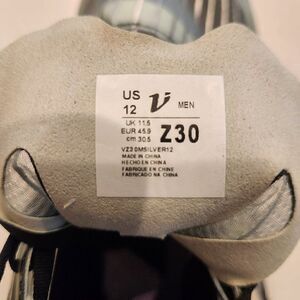 US
12
MEN
UK 11.5
EUR 45.9
cm 30.5
Z30
VZ30MSILVER12
MADE IN CHINA
HECHO EN CHINA
FABRIQUE EN CHINE
FABRICADO NA CHINA